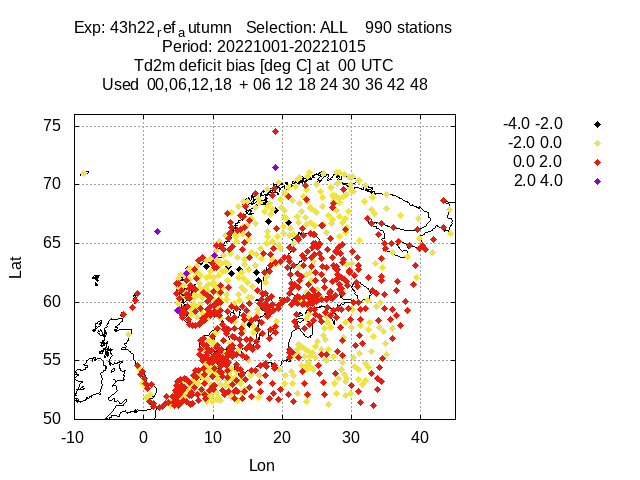 Exp: 43h22ref autumn Selection: ALL 990 stations
Period: 20221001-20221015
Td2m deficit bias [deg C] at 00 UTC
Used 00,06,12,18 + 06 12 18 24 30 36 42 48
-4.0 -2.0
-2.0 0.0
0.0 2.0
2.0 4.0
75
70
65
60
55
50
Lat
-10 0 10 20 30 40
Lon